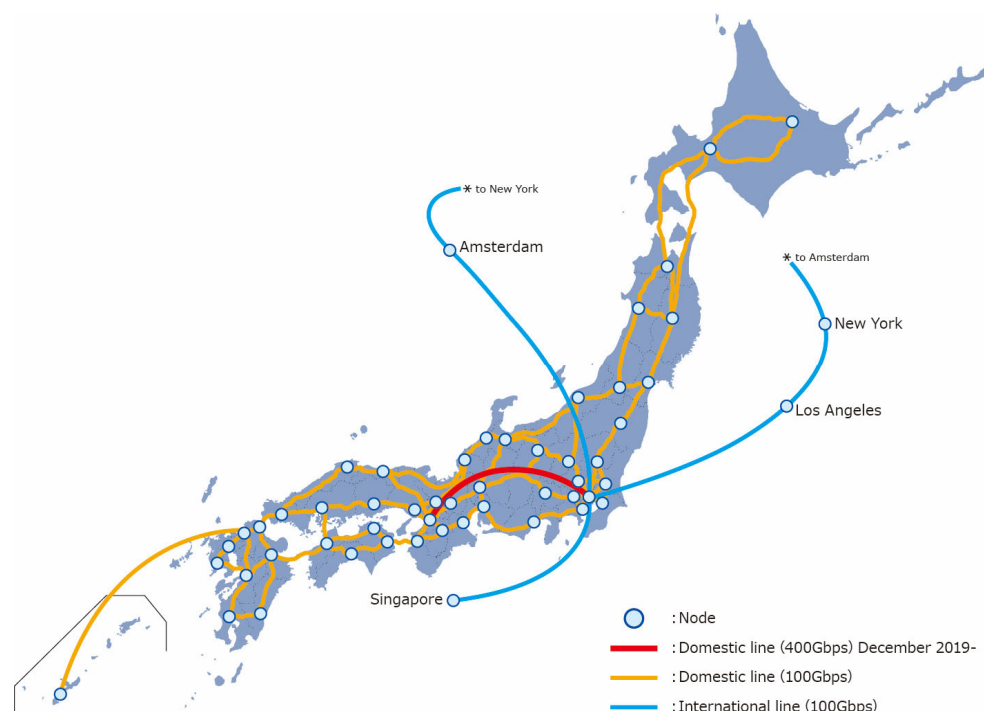 * to New York
Amsterdam
* to Amsterdam
New York
Los Angeles
Singapore
: Node
: Domestic line (400Gbps) December 2019-
: Domestic line (100Gbps)
: International line (100Gbps)